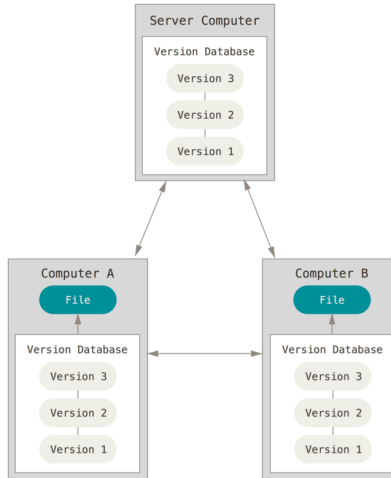 Server Computer
Version Database
Version 3
Version 2
Version 1
Computer A
File
Version Database
Version 3
Version 2
Version 1
Computer B
File
Version Database
Version 3
Version 2
Version 1